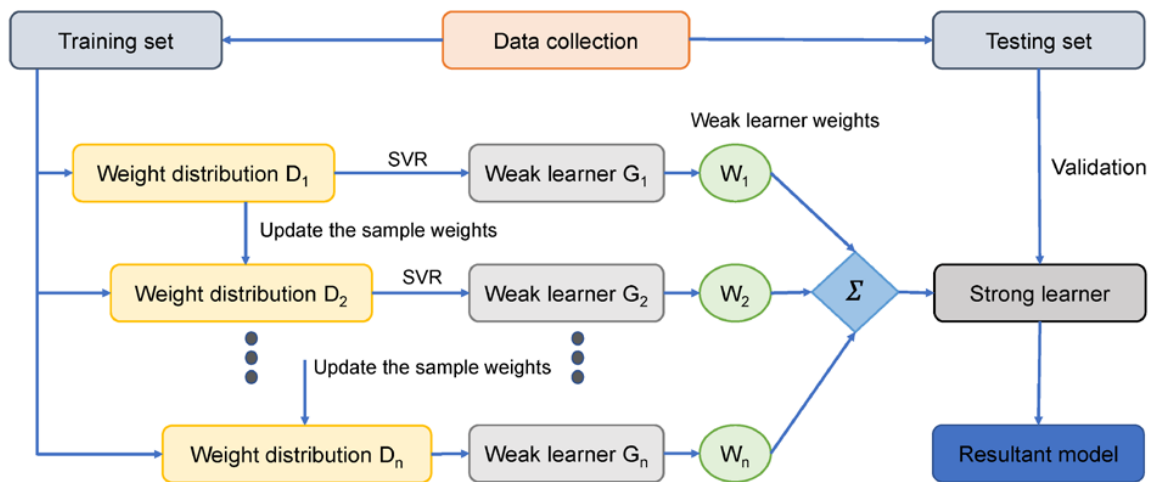 Training set
Data collection
Testing set
Weak learner weights
Weight distribution D₁
SVR
Weak learner G₁
W₁
Validation
Update the sample weights
Weight distribution D₂
SVR
Weak learner G₂
W₂
Σ
Strong learner
Update the sample weights
Weight distribution Dₙ
Weak learner Gₙ
Wₙ
Resultant model